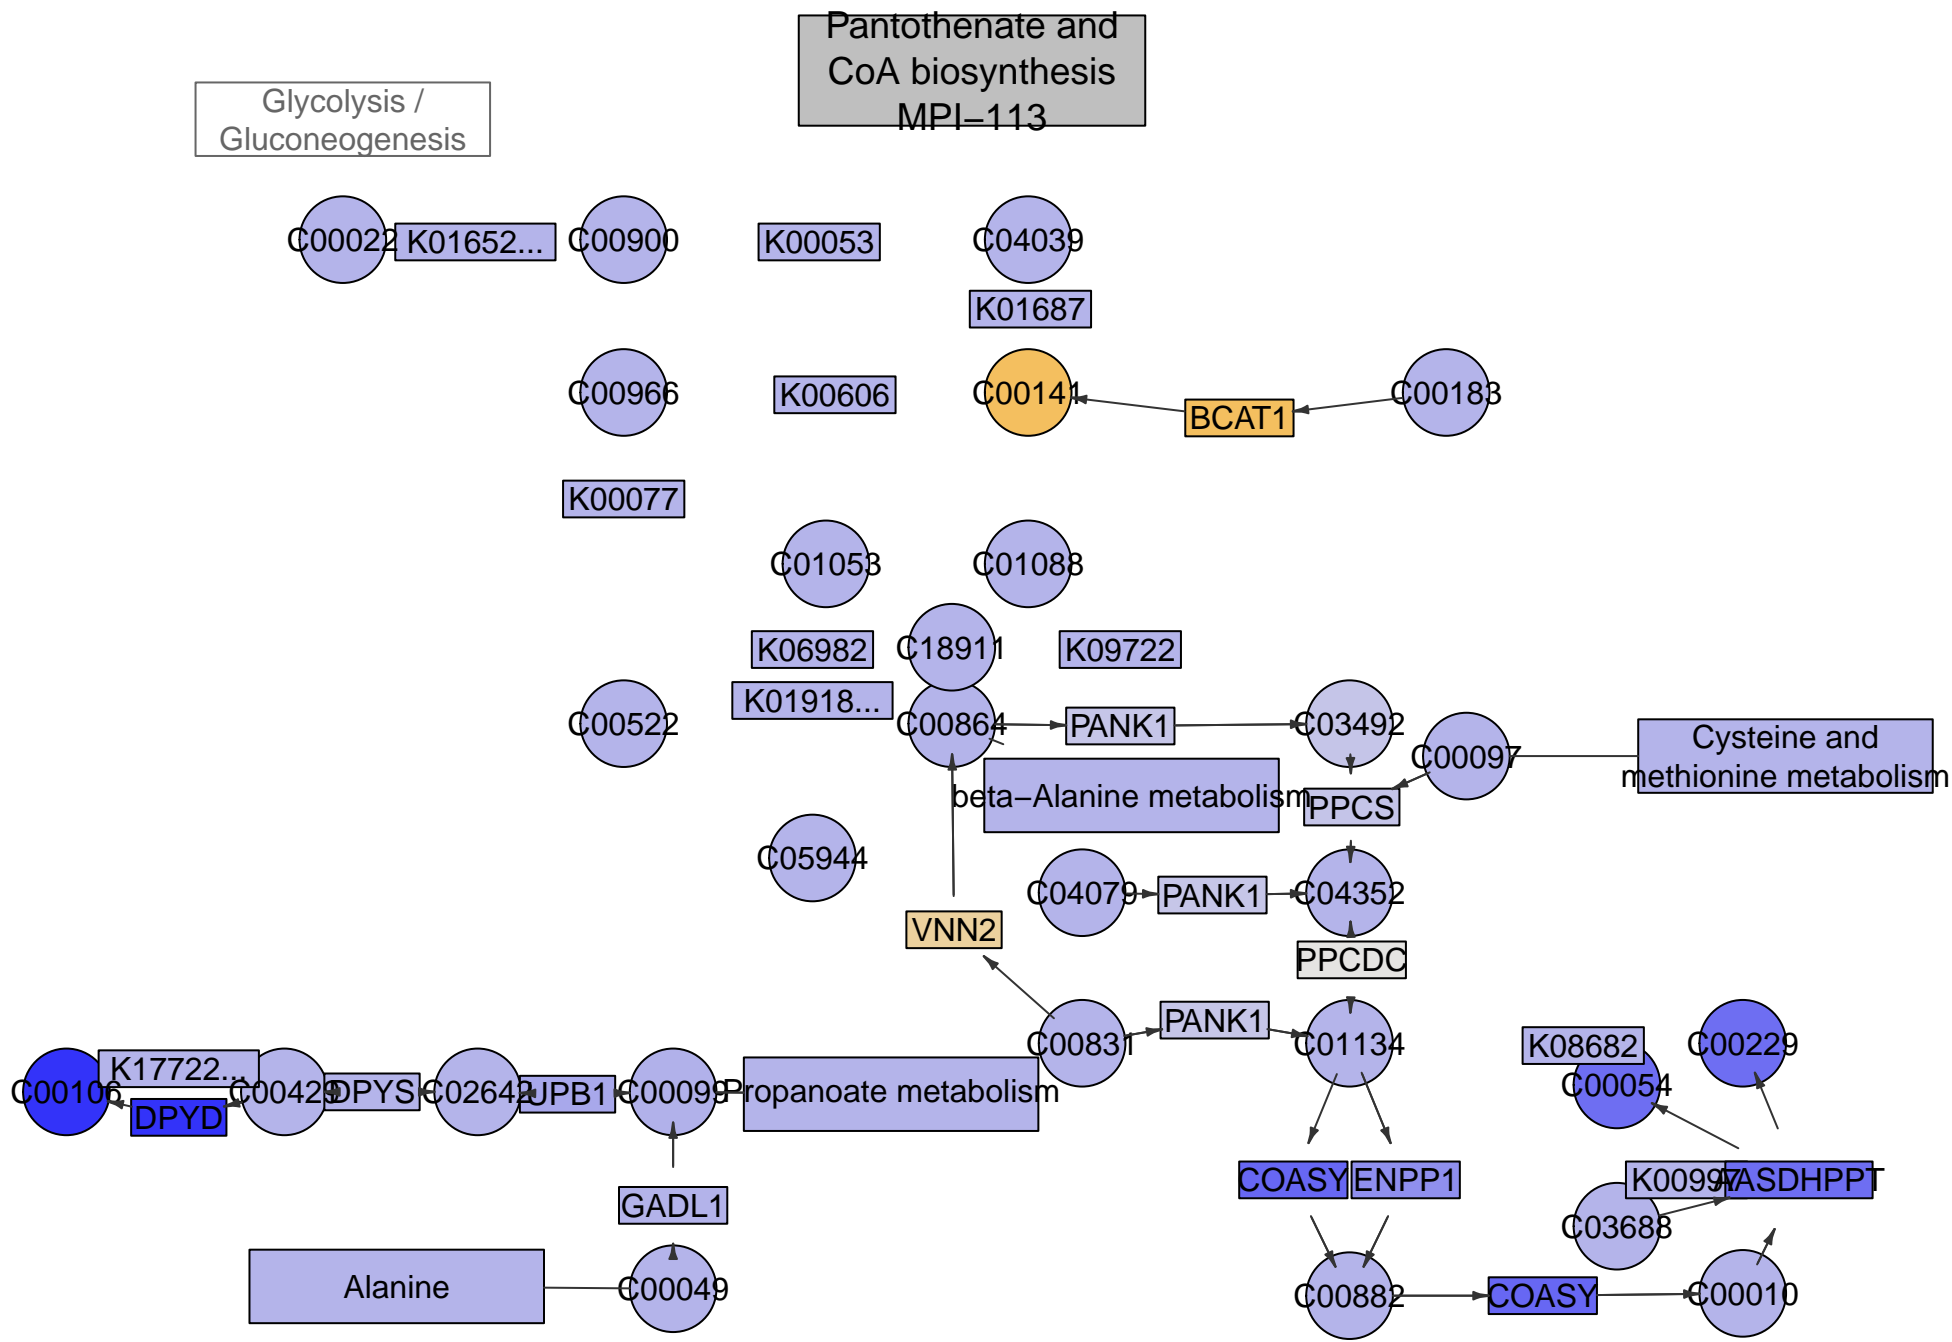 Pantothenate and
CoA biosynthesis
MPI−113
Glycolysis /
Gluconeogenesis
C00022
K01652...
C00900
K00053
C04039
K01687
C00966
K00606
C00141
BCAT1
C00183
K00077
C01053
C01088
K06982
C18911
K09722
K01918...
C00522
C00864
PANK1
C03492
C00097
Cysteine and
methionine metabolism
beta−Alanine metabolism
PPCS
C05944
C04079
PANK1
C04352
VNN2
PPCDC
C00831
PANK1
C01134
K08682
C00229
C00054
C00106
K17722...
DPYD
C00429
DPYS
C02642
UPB1
C00099
Propanoate metabolism
COASY
ENPP1
K00997
AASDHPPT
GADL1
C03688
Alanine
C00049
C00882
COASY
C00010